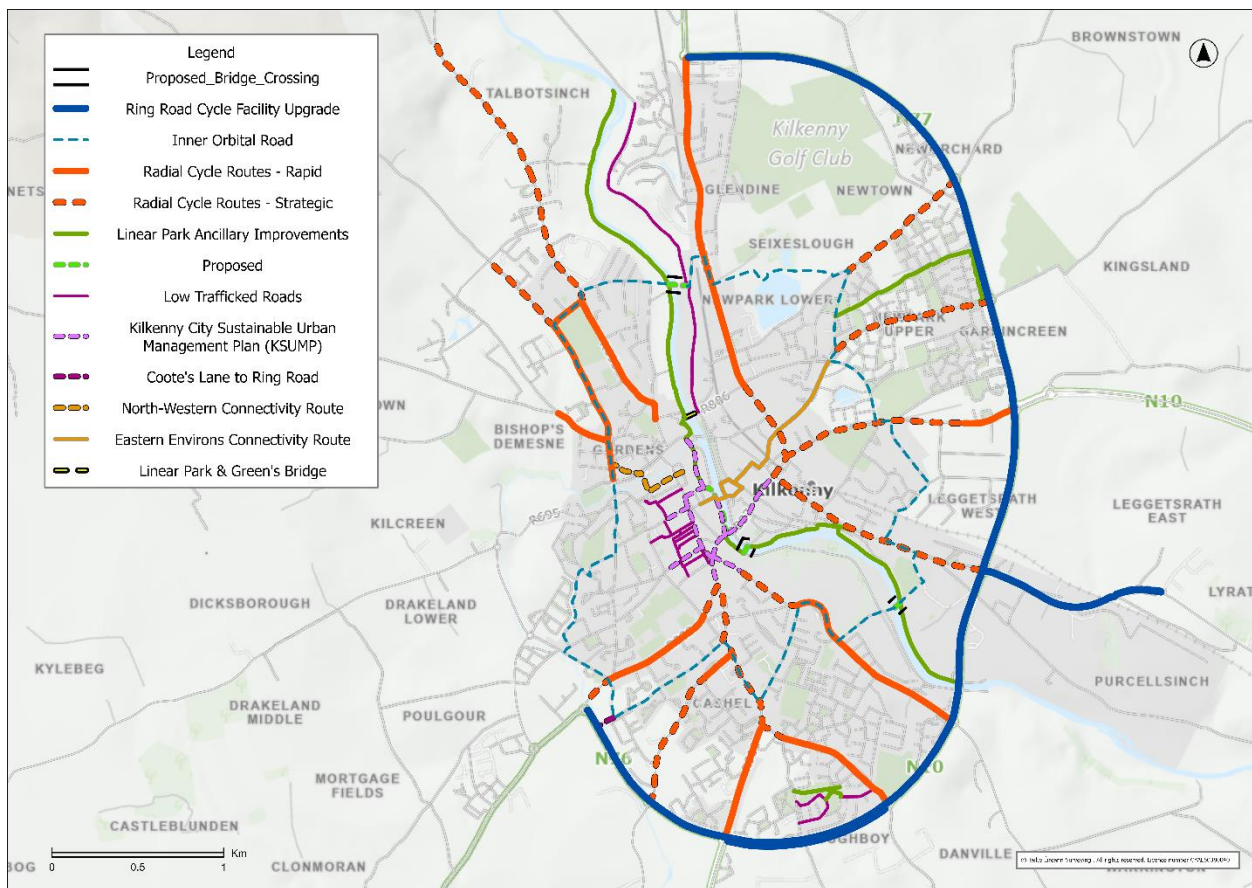 Legend
Proposed_Bridge_Crossing
Ring Road Cycle Facility Upgrade
Inner Orbital Road
Radial Cycle Routes - Rapid
Radial Cycle Routes - Strategic
Linear Park Ancillary Improvements
Proposed
Low Trafficked Roads
Kilkenny City Sustainable Urban
Management Plan (KSUMP)
Coote's Lane to Ring Road
North-Western Connectivity Route
Eastern Environs Connectivity Route
Linear Park & Green's Bridge
BROWNSTOWN
TALBOTSINCH
N77
Kilkenny
Golf Club
NETS
GLENDINE
NEWTOWN
SEIXESLOUGH
KINGSLAND
NEWPARK LOWER
UPPER
N10
R886
BISHOP'S
DEMESNE
GARDENS
Kilkenny
LEGGETSRATH
WEST
LEGGETSRATH
EAST
R695
KILCREEN
LYRAT
DICKSBOROUGH
DRAKELAND
LOWER
KYLEBEG
PURCELLSINCH
DRAKELAND
MIDDLE
POULGOUR
CASHEL
MORTGAGE
FIELDS
CASTLEBLUNDEN
DANVILLE
BOG
CLONMORAN
0
0.5
1
Km